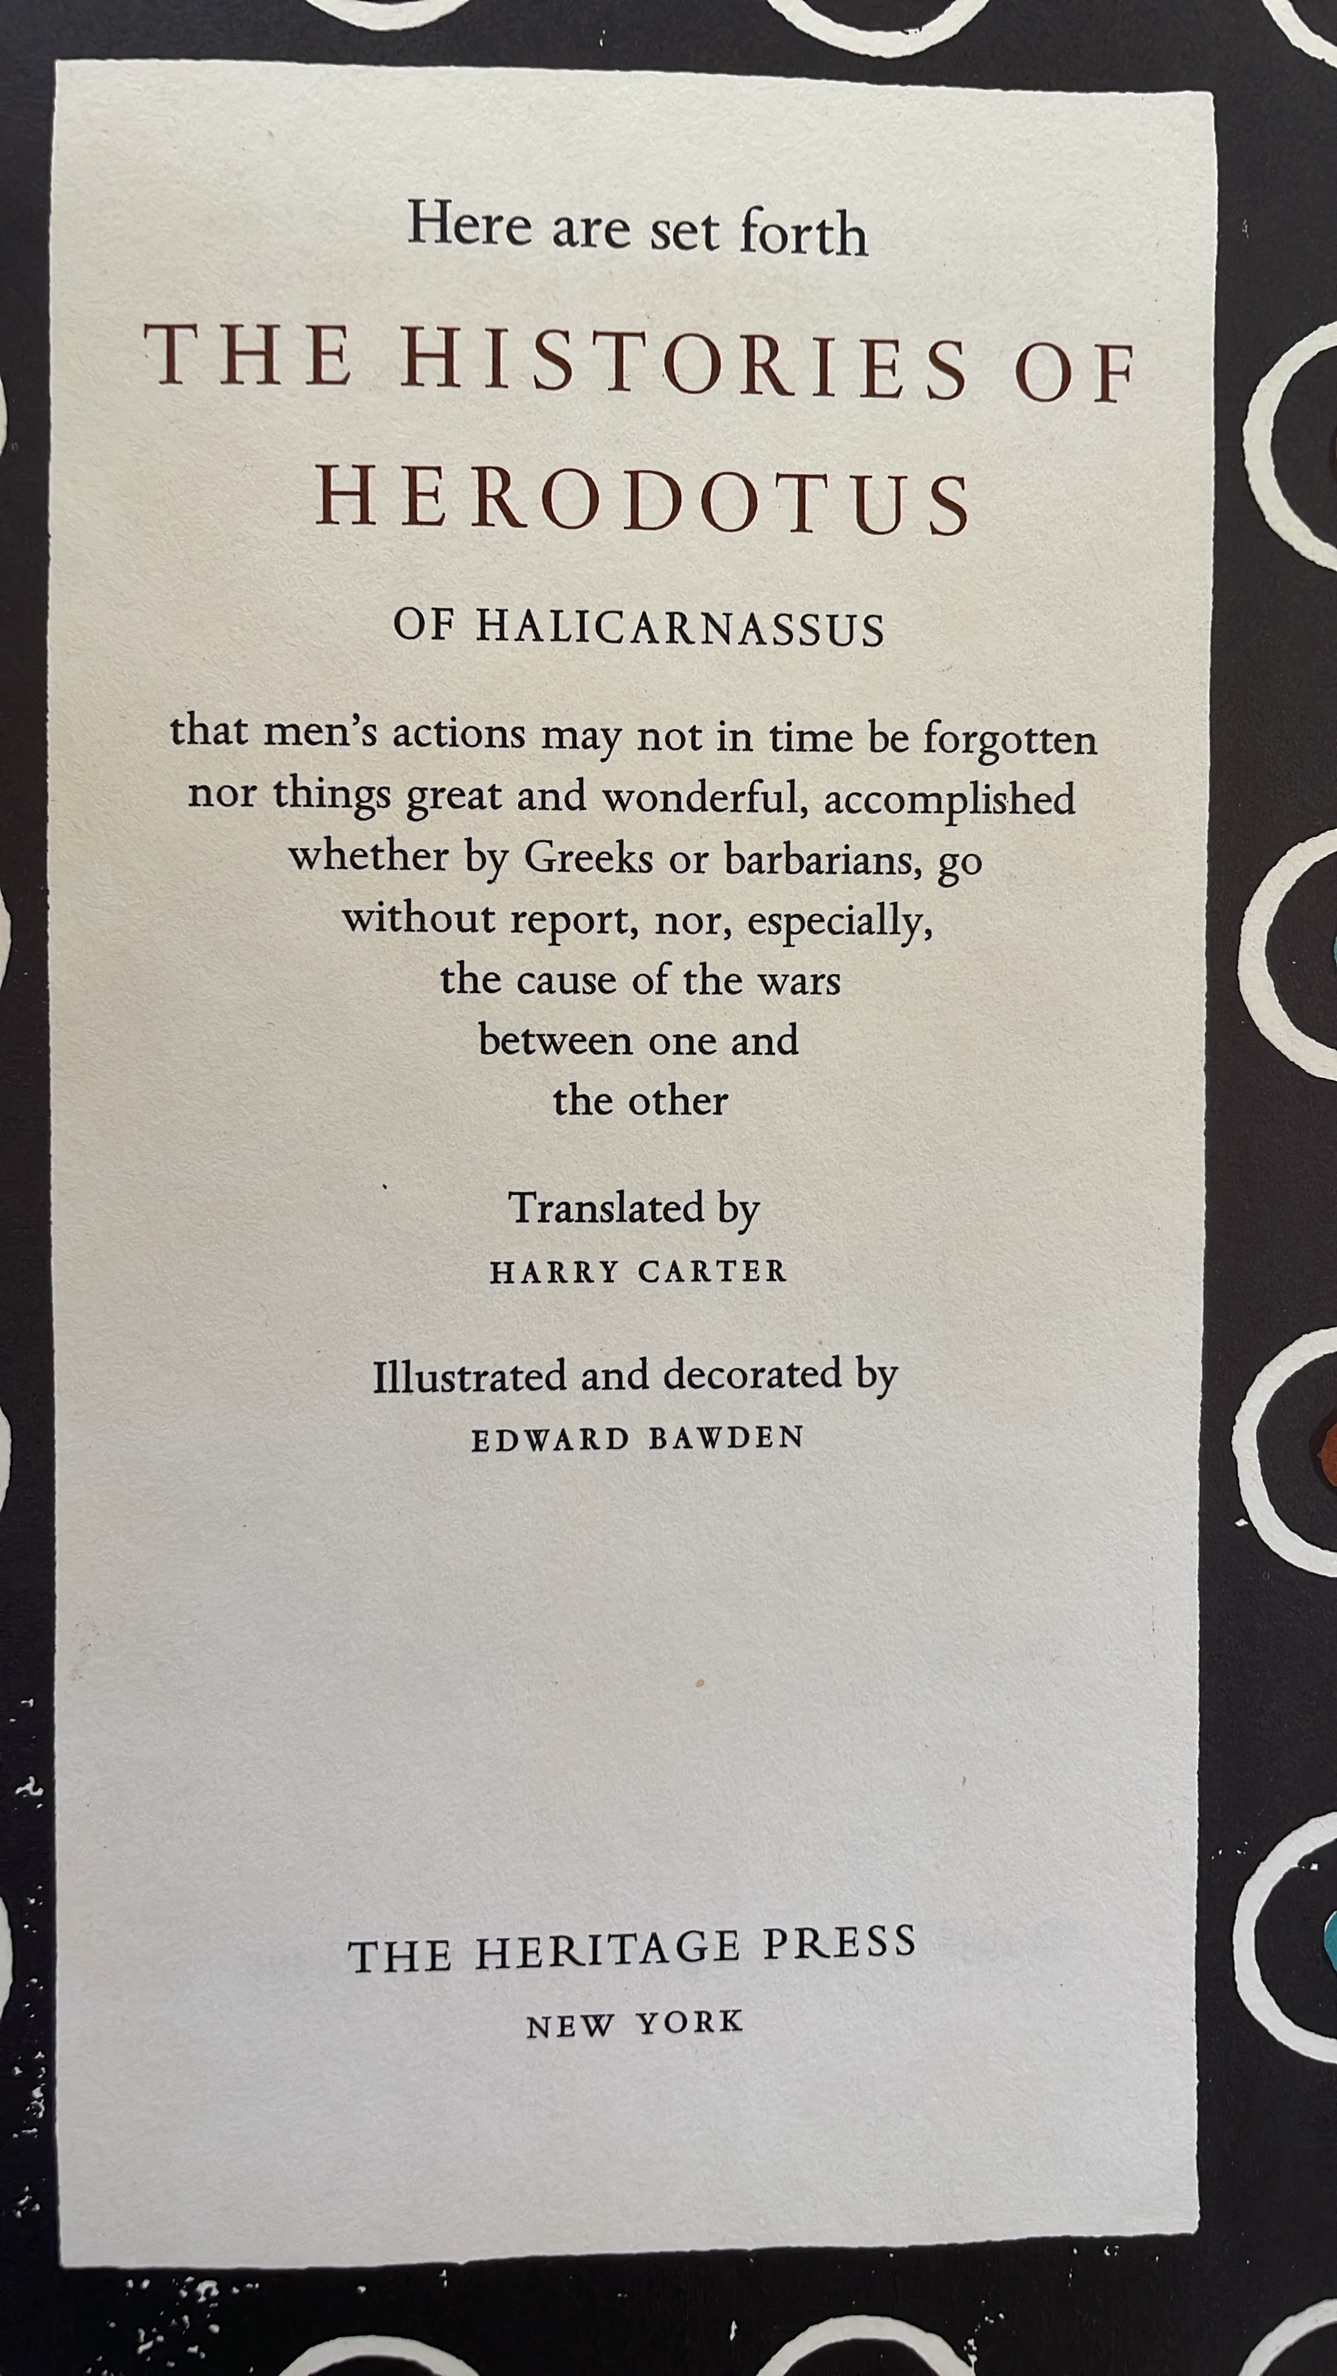 Here are set forth
THE HISTORIES OF
HERODOTUS
OF HALICARNASSUS
that men's actions may not in time be forgotten
nor things great and wonderful, accomplished
whether by Greeks or barbarians, go
without report, nor, especially,
the cause of the wars
between one and
the other
Translated by
HARRY CARTER
Illustrated and decorated by
EDWARD BAWDEN
THE HERITAGE PRESS
NEW YORK